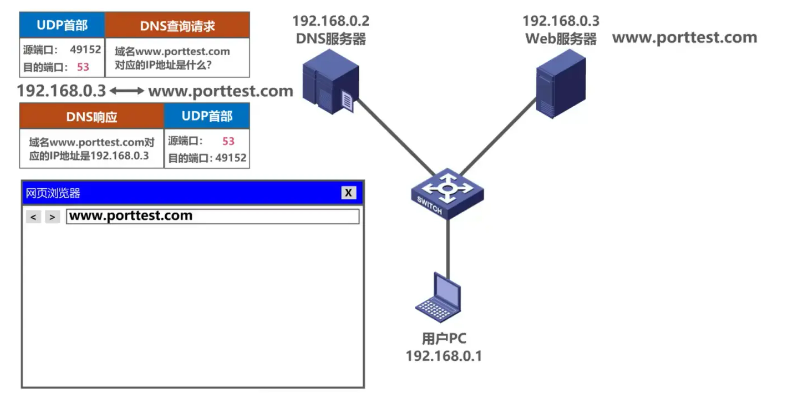 UDP首部 DNS查询请求
源端口： 49152
目的端口： 53
域名www.porttest.com
对应的IP地址是什么?
192.168.0.3 www.porttest.com
DNS响应 UDP首部
域名www.porttest.com对
应的IP地址是192.168.0.3
源端口： 53
目的端口：49152
网页浏览器 X
< > www.porttest.com
192.168.0.2
DNS服务器
192.168.0.3
Web服务器 www.porttest.com
SWITCH
用户PC
192.168.0.1